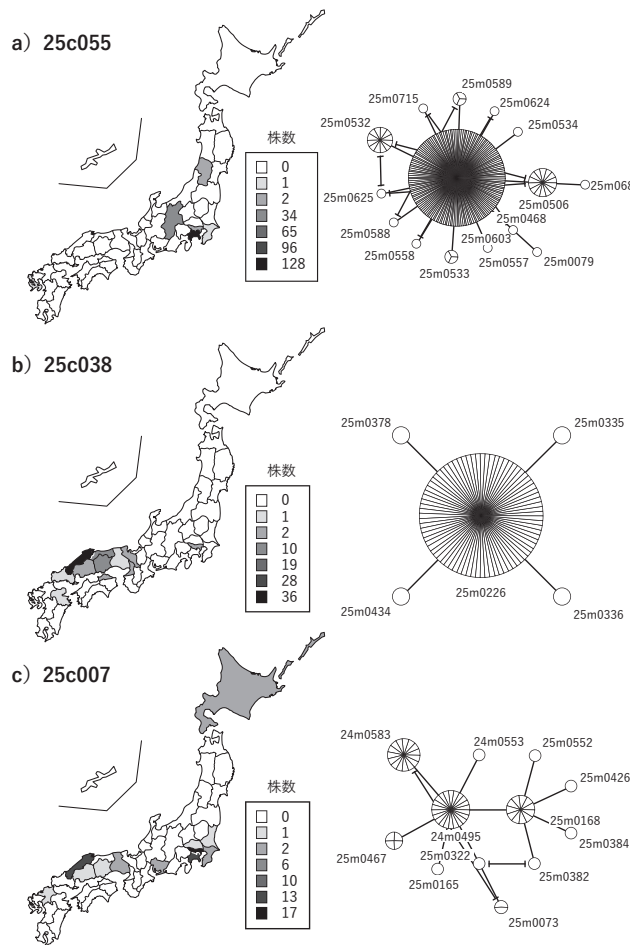 a）25c055
株数
0
1
2
34
65
96
128
25m0589
25m0715
25m0624
25m0532
25m0534
25m0625
25m0506
25m0468
25m0588
25m0603
25m0558
25m0557
25m0079
25m0533
b）25c038
株数
0
1
2
10
19
28
36
25m0378
25m0335
25m0226
25m0434
25m0336
c）25c007
株数
0
1
2
6
10
13
17
24m0583
24m0553
25m0552
25m0426
25m0168
24m0495
25m0384
25m0467
25m0322
25m0382
25m0165
25m0073